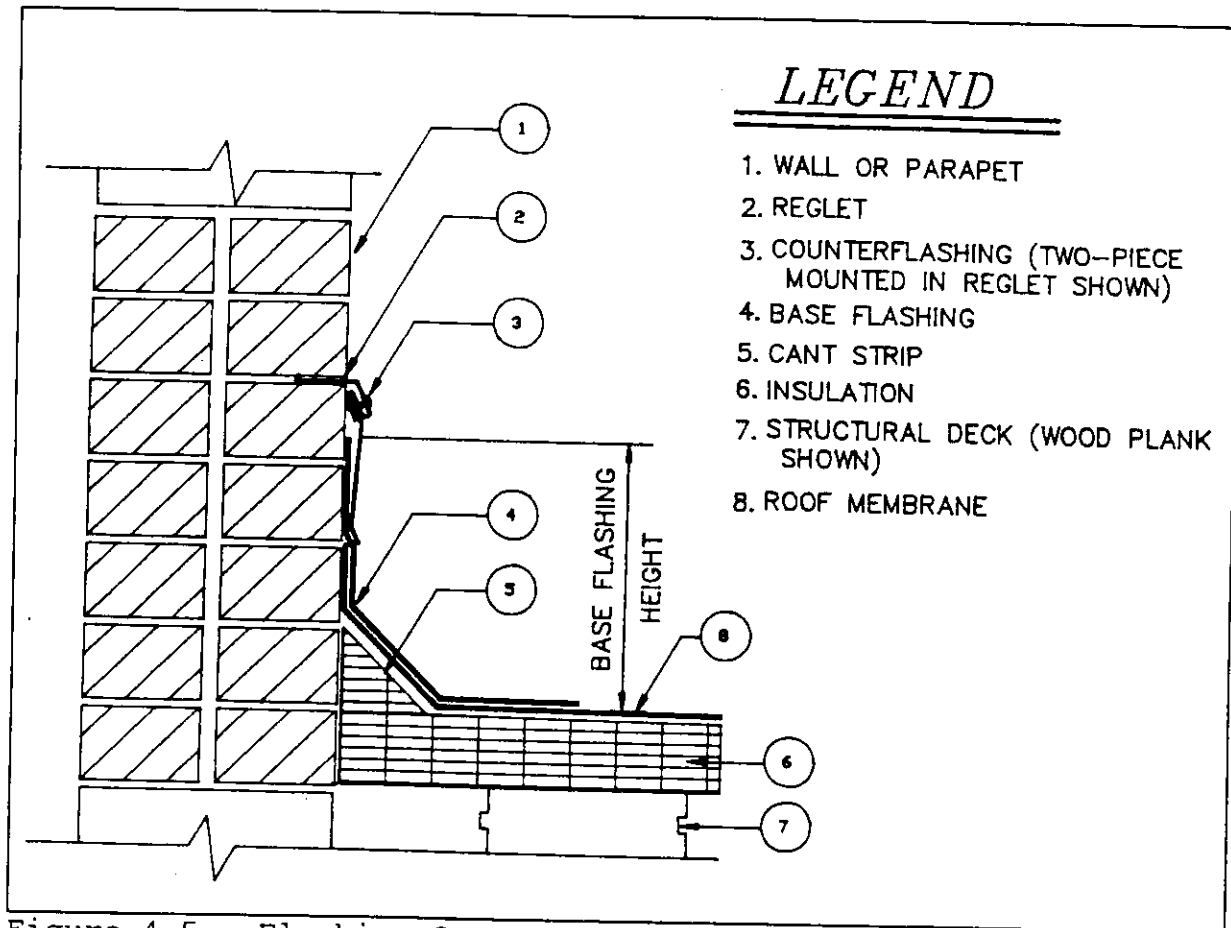 LEGEND
1. WALL OR PARAPET
2. REGLET
3. COUNTERFLASHING (TWO-PIECE
MOUNTED IN REGLET SHOWN)
4. BASE FLASHING
5. CANT STRIP
6. INSULATION
7. STRUCTURAL DECK (WOOD PLANK
SHOWN)
8. ROOF MEMBRANE
1
2
3
4
5
BASE FLASHING
HEIGHT
8
6
7
Figure 4-5